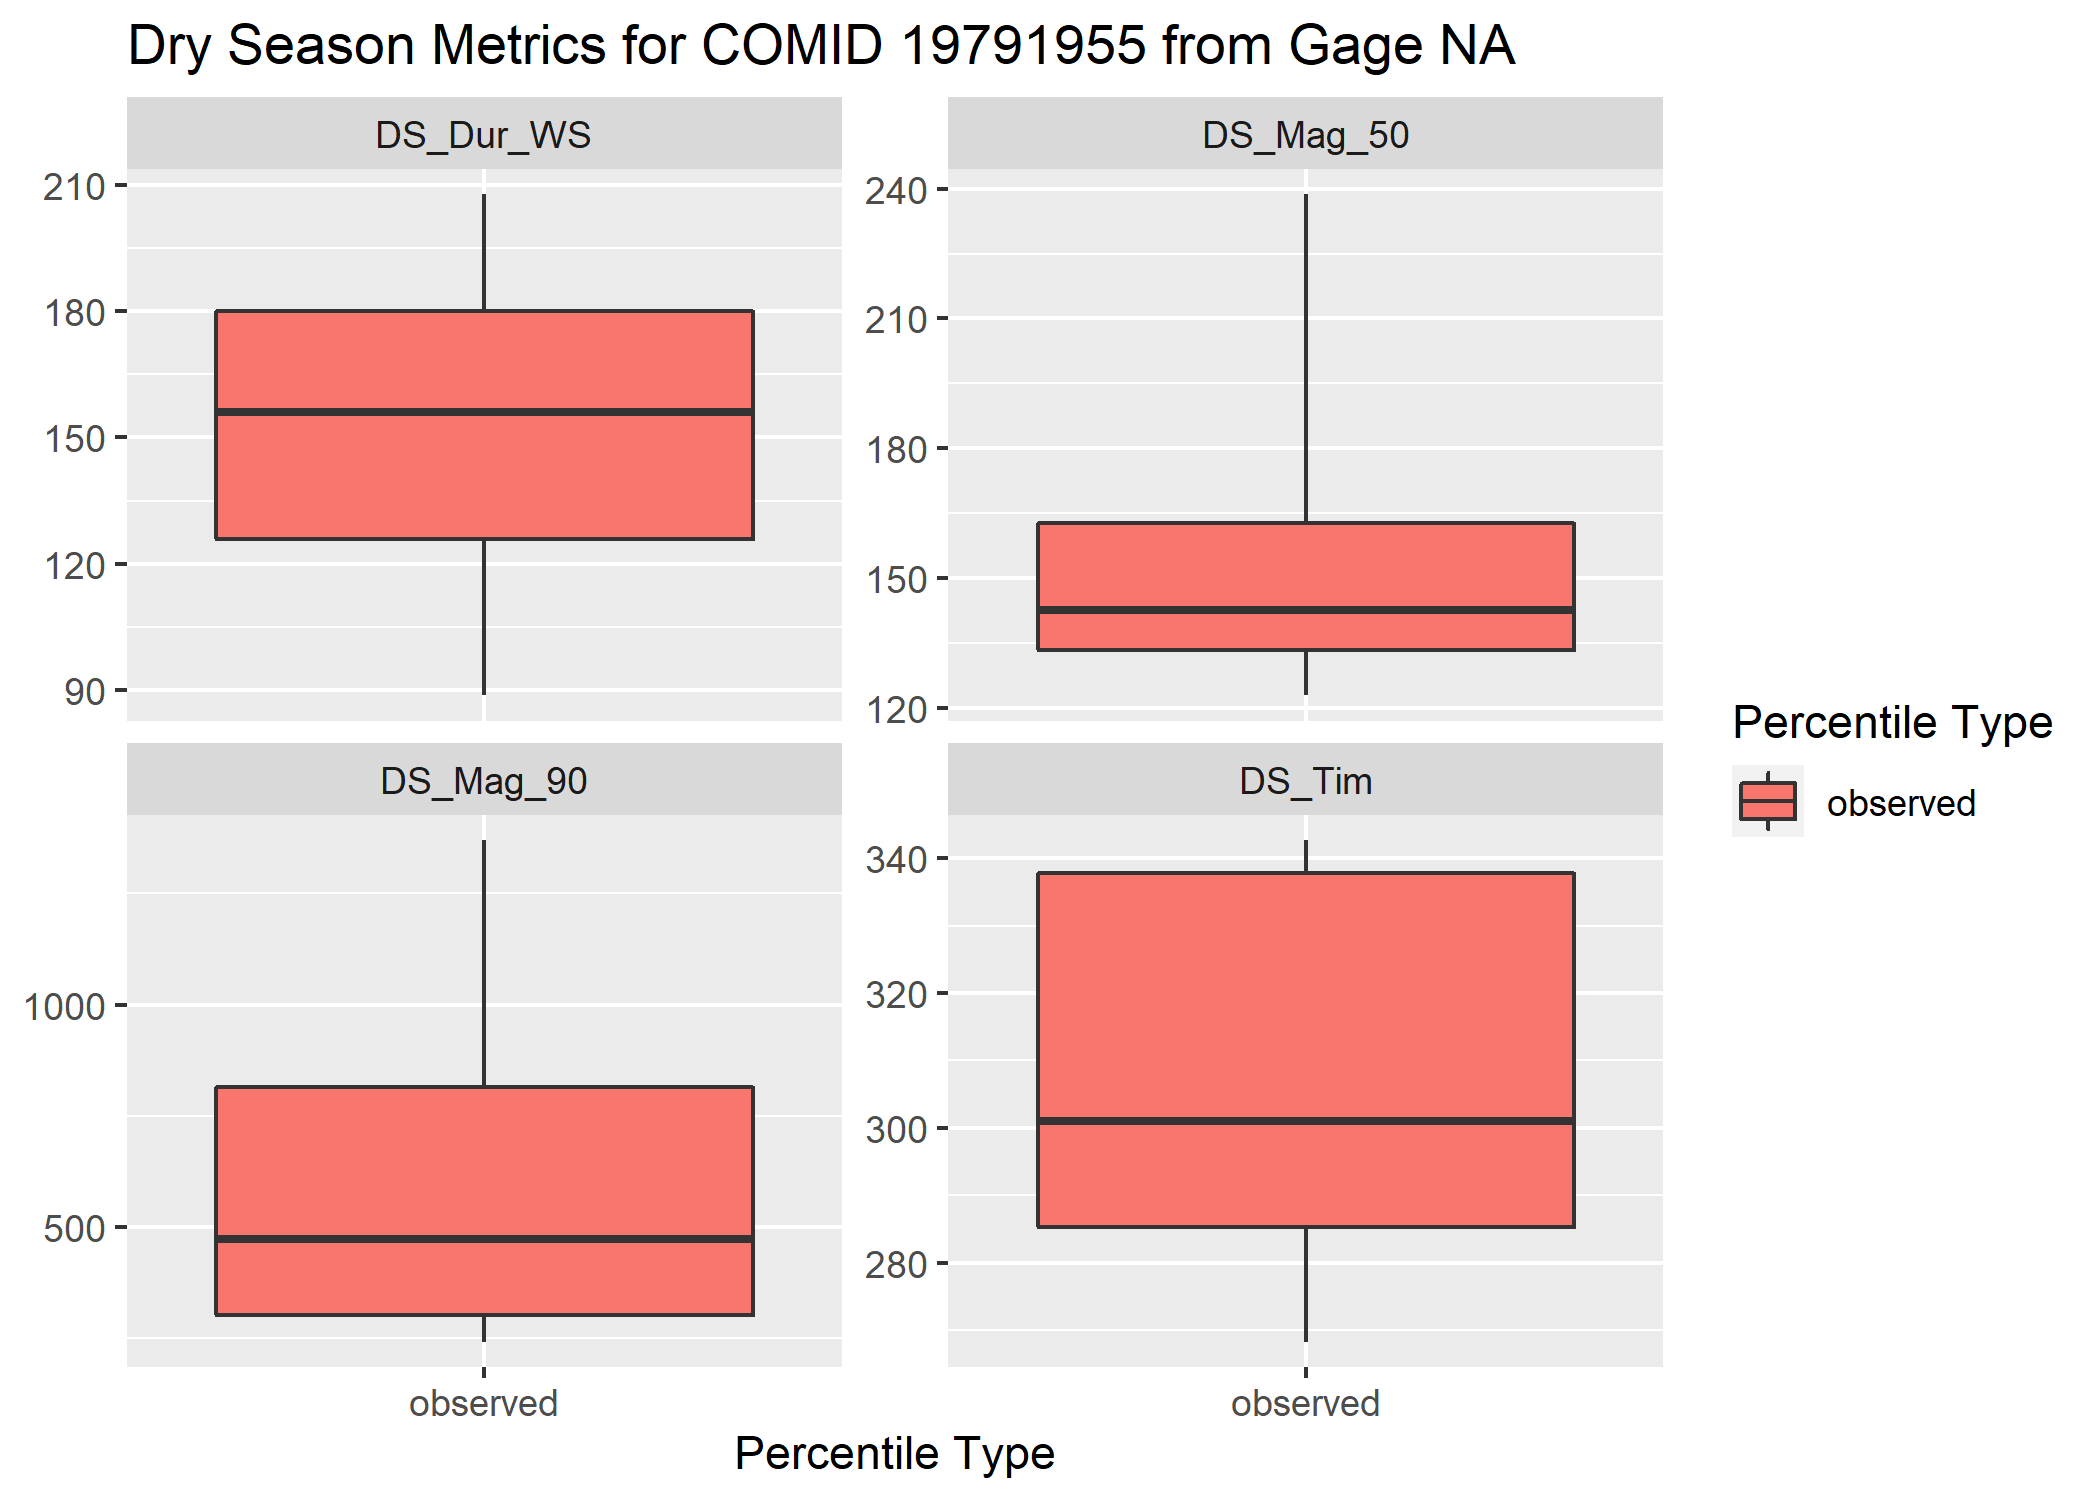 Dry Season Metrics for COMID 19791955 from Gage NA
DS_Dur_WS
210
180
150
120
90
DS_Mag_50
240
210
180
150
120
DS_Mag_90
1000
500
observed
DS_Tim
340
320
300
280
observed
Percentile Type
Percentile Type
observed